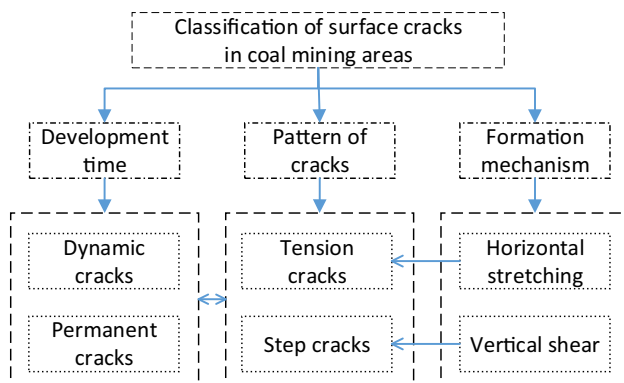 Classification of surface cracks
in coal mining areas
Development
time
Pattern of
cracks
Formation
mechanism
Dynamic
cracks
Tension
cracks
Horizontal
stretching
Permanent
cracks
Step cracks
Vertical shear